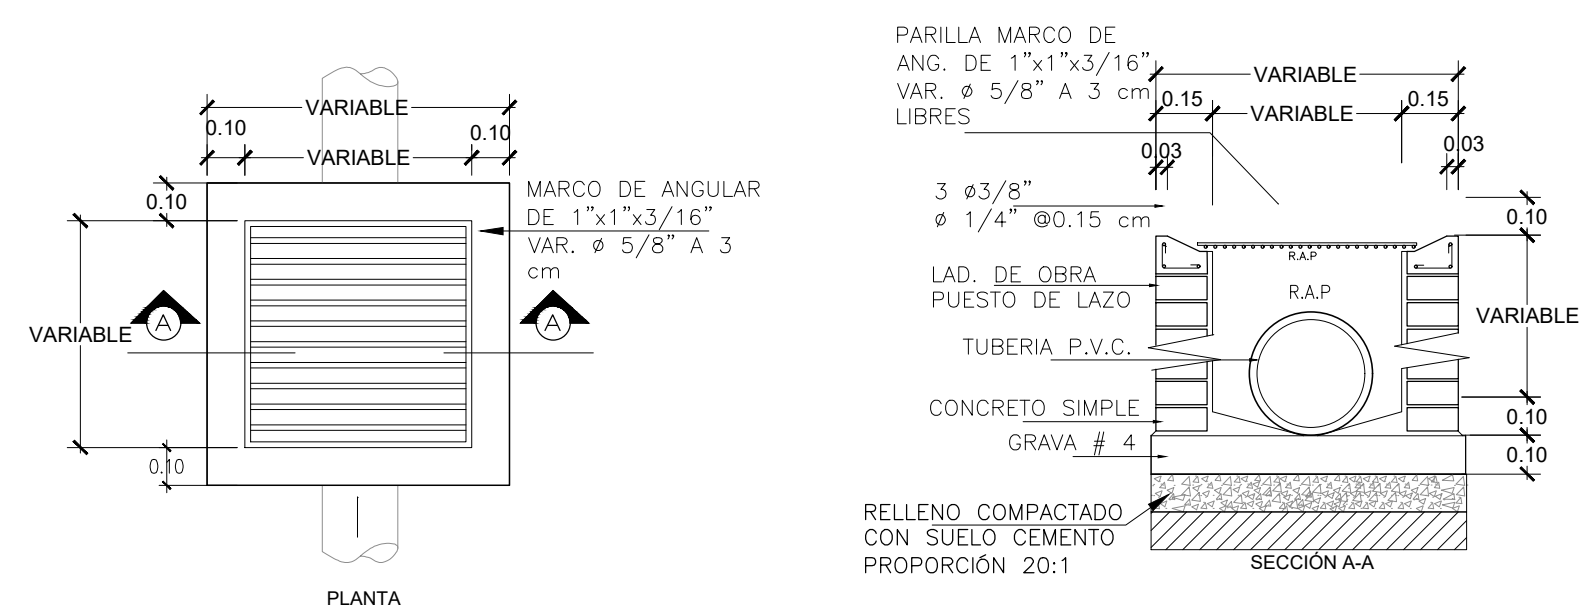 VARIABLE
0.10
0.10
VARIABLE
0.10
MARCO DE ANGULAR
DE 1"x1"x3/16"
VAR. ø 5/8" A 3
cm
A
A
VARIABLE
0.10
PLANTA
PARILLA MARCO DE
ANG. DE 1"x1"x3/16"
VAR. ø 5/8" A 3 cm
LIBRES
VARIABLE
0.15
VARIABLE
0.15
0.03
0.03
3 ø3/8"
ø 1/4" @0.15 cm
0.10
R.A.P
LAD. DE OBRA
PUESTO DE LAZO
R.A.P
VARIABLE
TUBERIA P.V.C.
CONCRETO SIMPLE
0.10
GRAVA # 4
0.10
RELLENO COMPACTADO
CON SUELO CEMENTO
PROPORCIÓN 20:1
SECCIÓN A-A